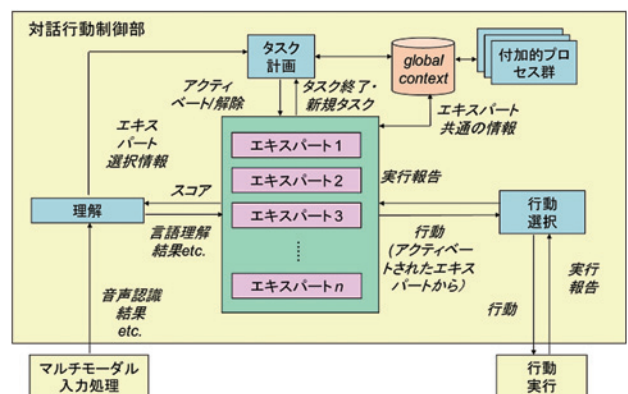 対話行動制御部
タスク
計画
global
context
付加的プロ
セス群
アクティ
ベート/解除
タスク終了・
新規タスク
エキスパート
共通の情報
エキス
パート
選択情報
エキスパート1
エキスパート2
エキスパート3
エキスパートn
スコア
実行報告
理解
行動
選択
言語理解
結果etc.
行動
(アクティベー
トされたエキス
パートから)
音声認識
結果
etc.
行動
実行
報告
マルチモーダル
入力処理
行動
実行